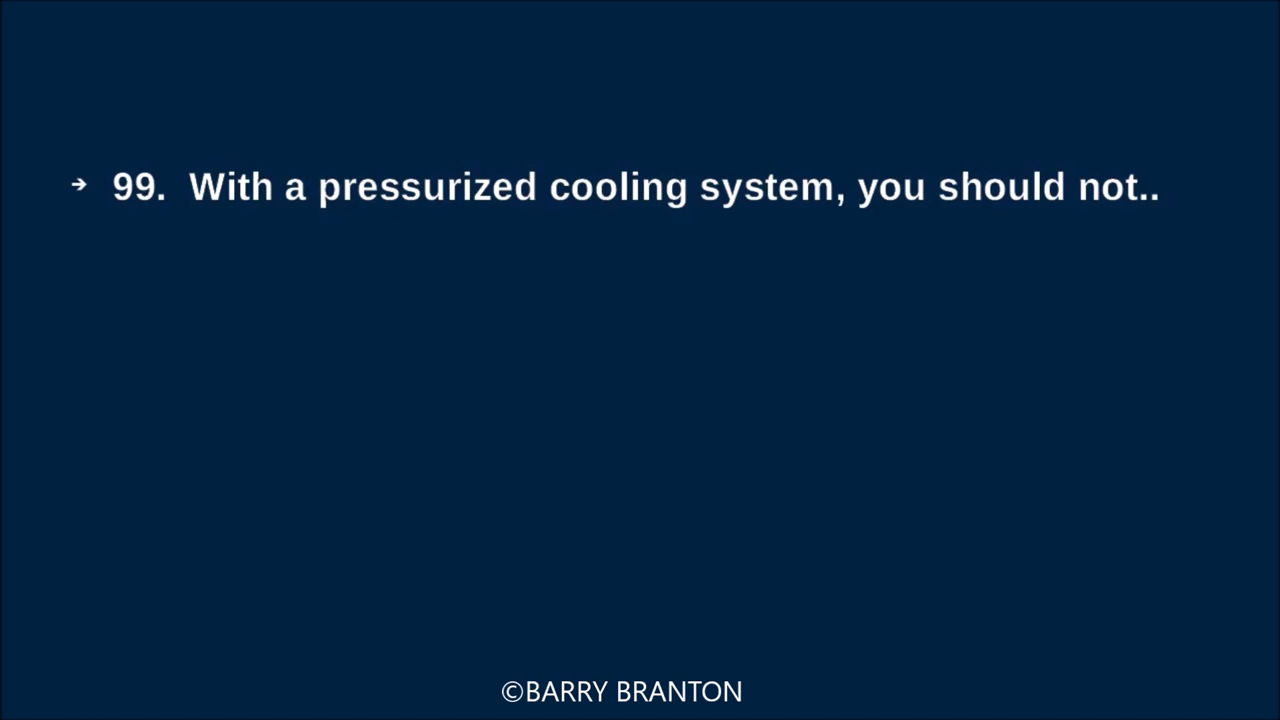 ➔ 99. With a pressurized cooling system, you should not..
©BARRY BRANTON